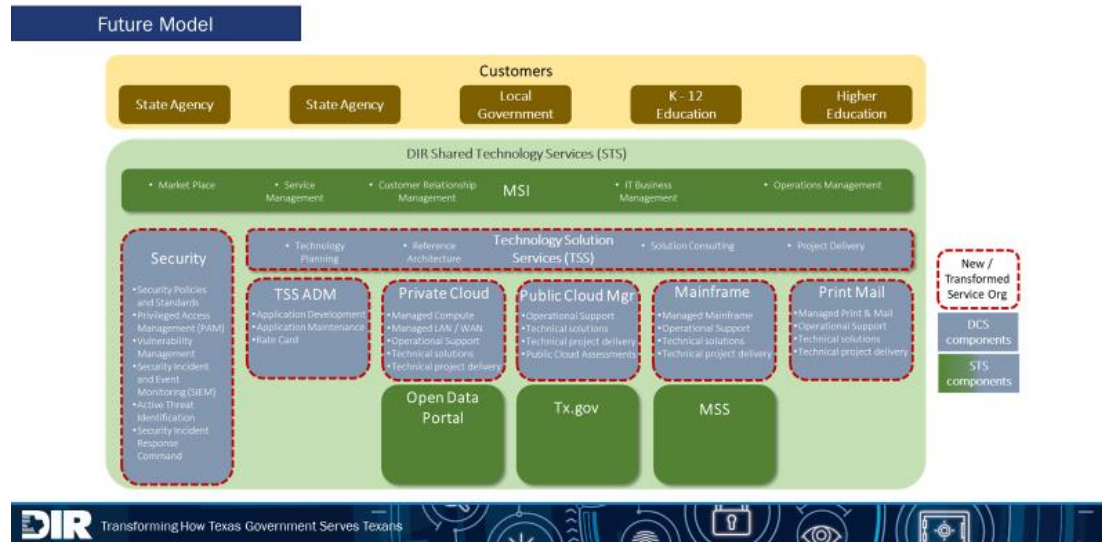 Future Model
Customers
State Agency
State Agency
Local
Government
K - 12
Education
Higher
Education
DIR Shared Technology Services (STS)
• Market Place
• Service
Management
• Customer Relationship
Management
MSI
• IT Business
Management
• Operations Management
Security
•Security Policies
and Standards
•Privileged Access
Management (PAM)
•Vulnerability
Management
•Security Incident
and Event
Monitoring (SIEM)
•Active Threat
Identification
•Security Incident
Response
Command
• Technology
Planning
• Reference
Architecture
Technology Solution
Services (TSS)
• Solution Consulting
• Project Delivery
TSS ADM
•Application Development
•Application Maintenance
•Rate Card
Private Cloud
•Managed Compute
•Managed LAN / WAN
•Operational Support
•Technical solutions
•Technical project delivery
Public Cloud Mgr
•Operational Support
•Technical solutions
•Technical project delivery
•Public Cloud Assessments
Mainframe
•Managed Mainframe
•Operational Support
•Technical solutions
•Technical project delivery
Print Mail
•Managed Print & Mail
•Operational Support
•Technical solutions
•Technical project delivery
Open Data
Portal
Tx.gov
MSS
New /
Transformed
Service Org
DCS
components
STS
components
DIR Transforming How Texas Government Serves Texans